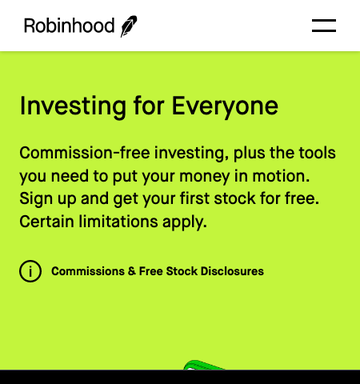 Robinhood
Investing for Everyone
Commission-free investing, plus the tools
you need to put your money in motion.
Sign up and get your first stock for free.
Certain limitations apply.
Commissions & Free Stock Disclosures